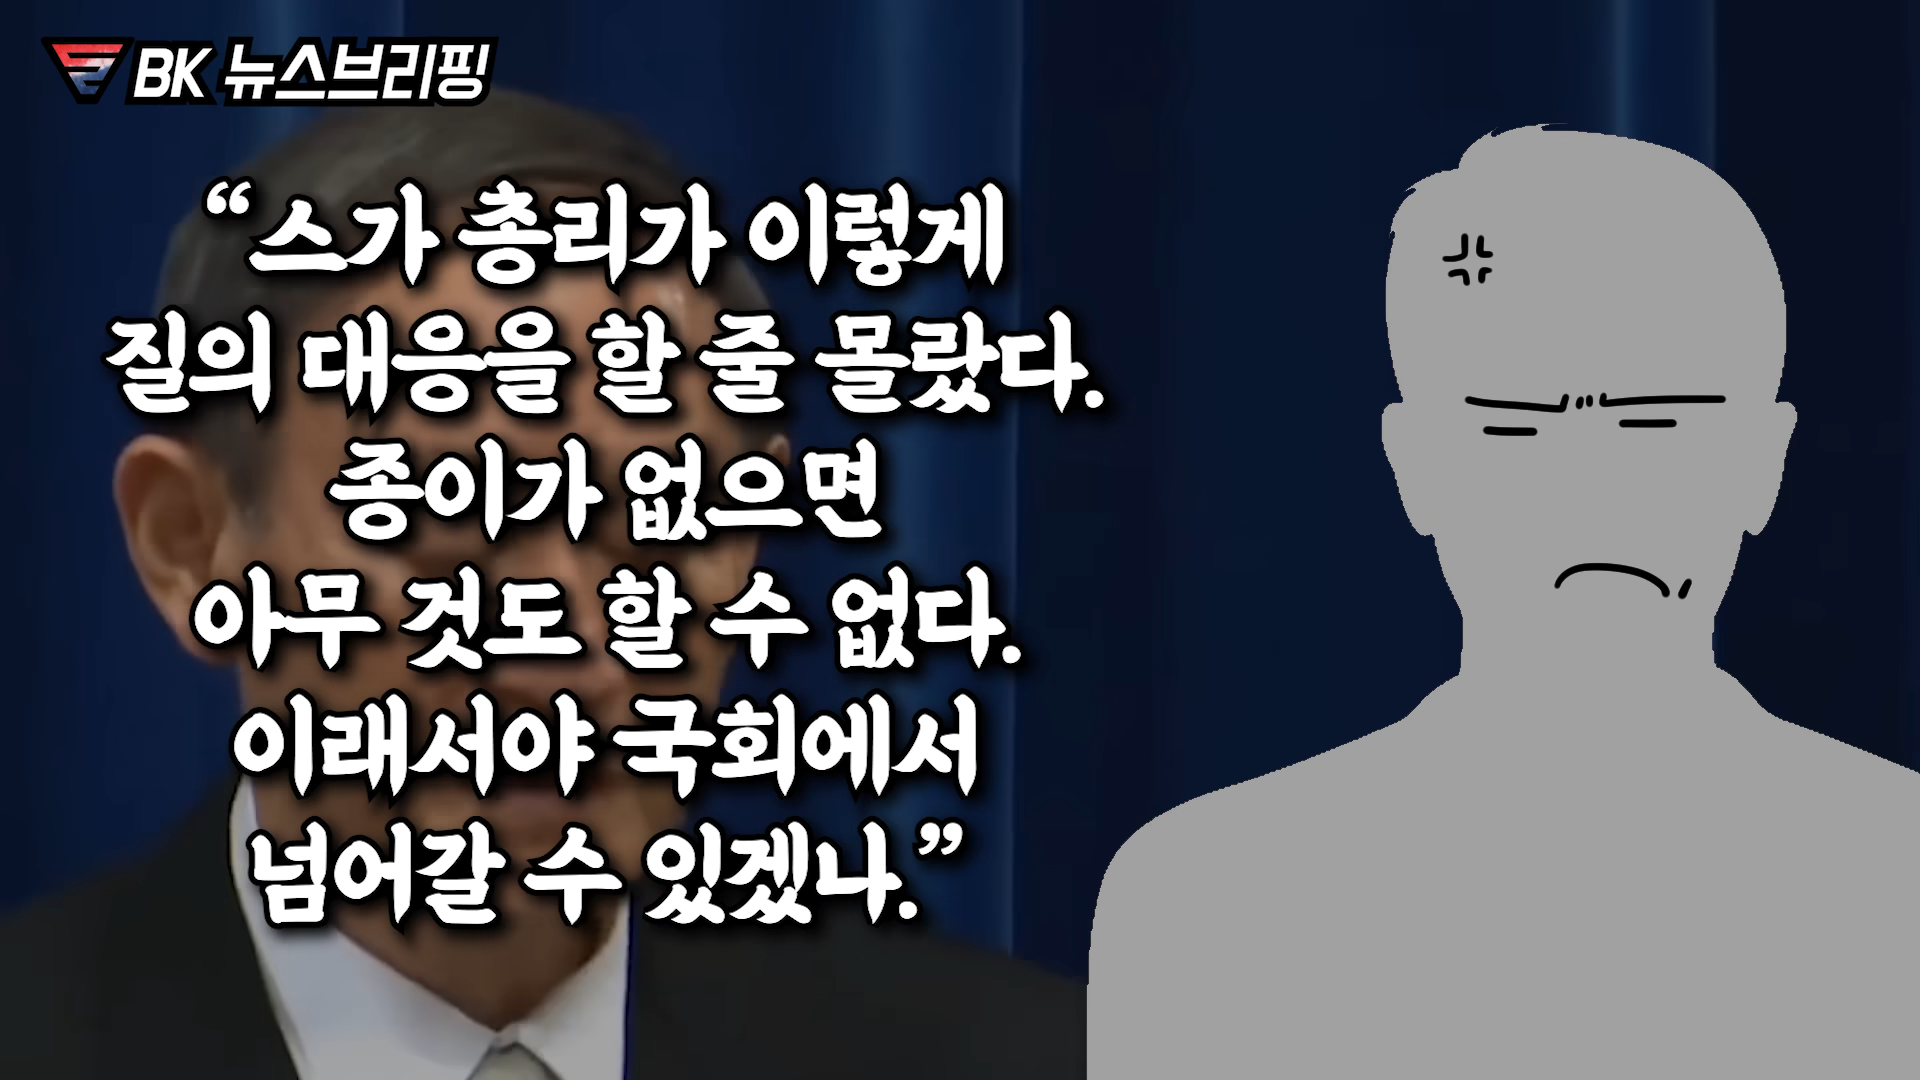 BK 뉴스브리핑
“스가 총리가 이렇게
질의 대응을 할 줄 몰랐다.
종이가 없으면
아무 것도 할 수 없다.
이래서야 국회에서
넘어갈 수 있겠나.”